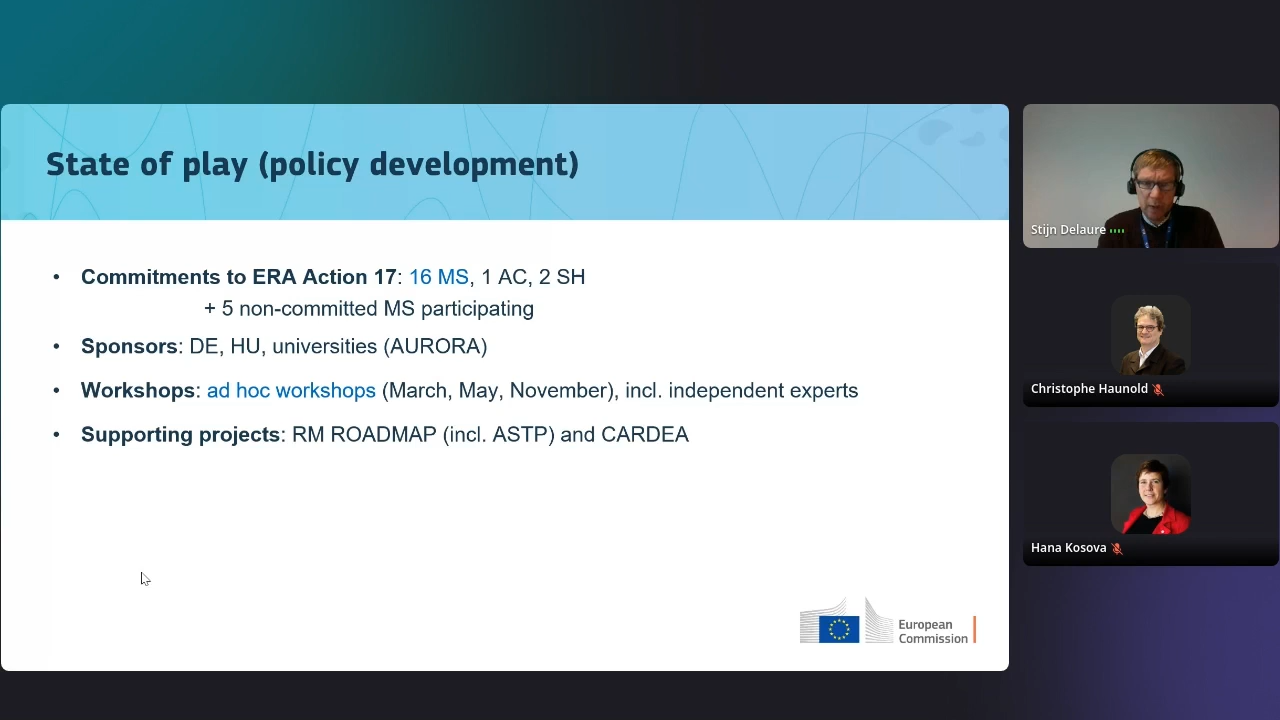 State of play (policy development)
• Commitments to ERA Action 17: 16 MS, 1 AC, 2 SH
+ 5 non-committed MS participating
• Sponsors: DE, HU, universities (AURORA)
• Workshops: ad hoc workshops (March, May, November), incl. independent experts
• Supporting projects: RM ROADMAP (incl. ASTP) and CARDEA
European
Commission
Stijn Delaure
Christophe Haunold
Hana Kosova